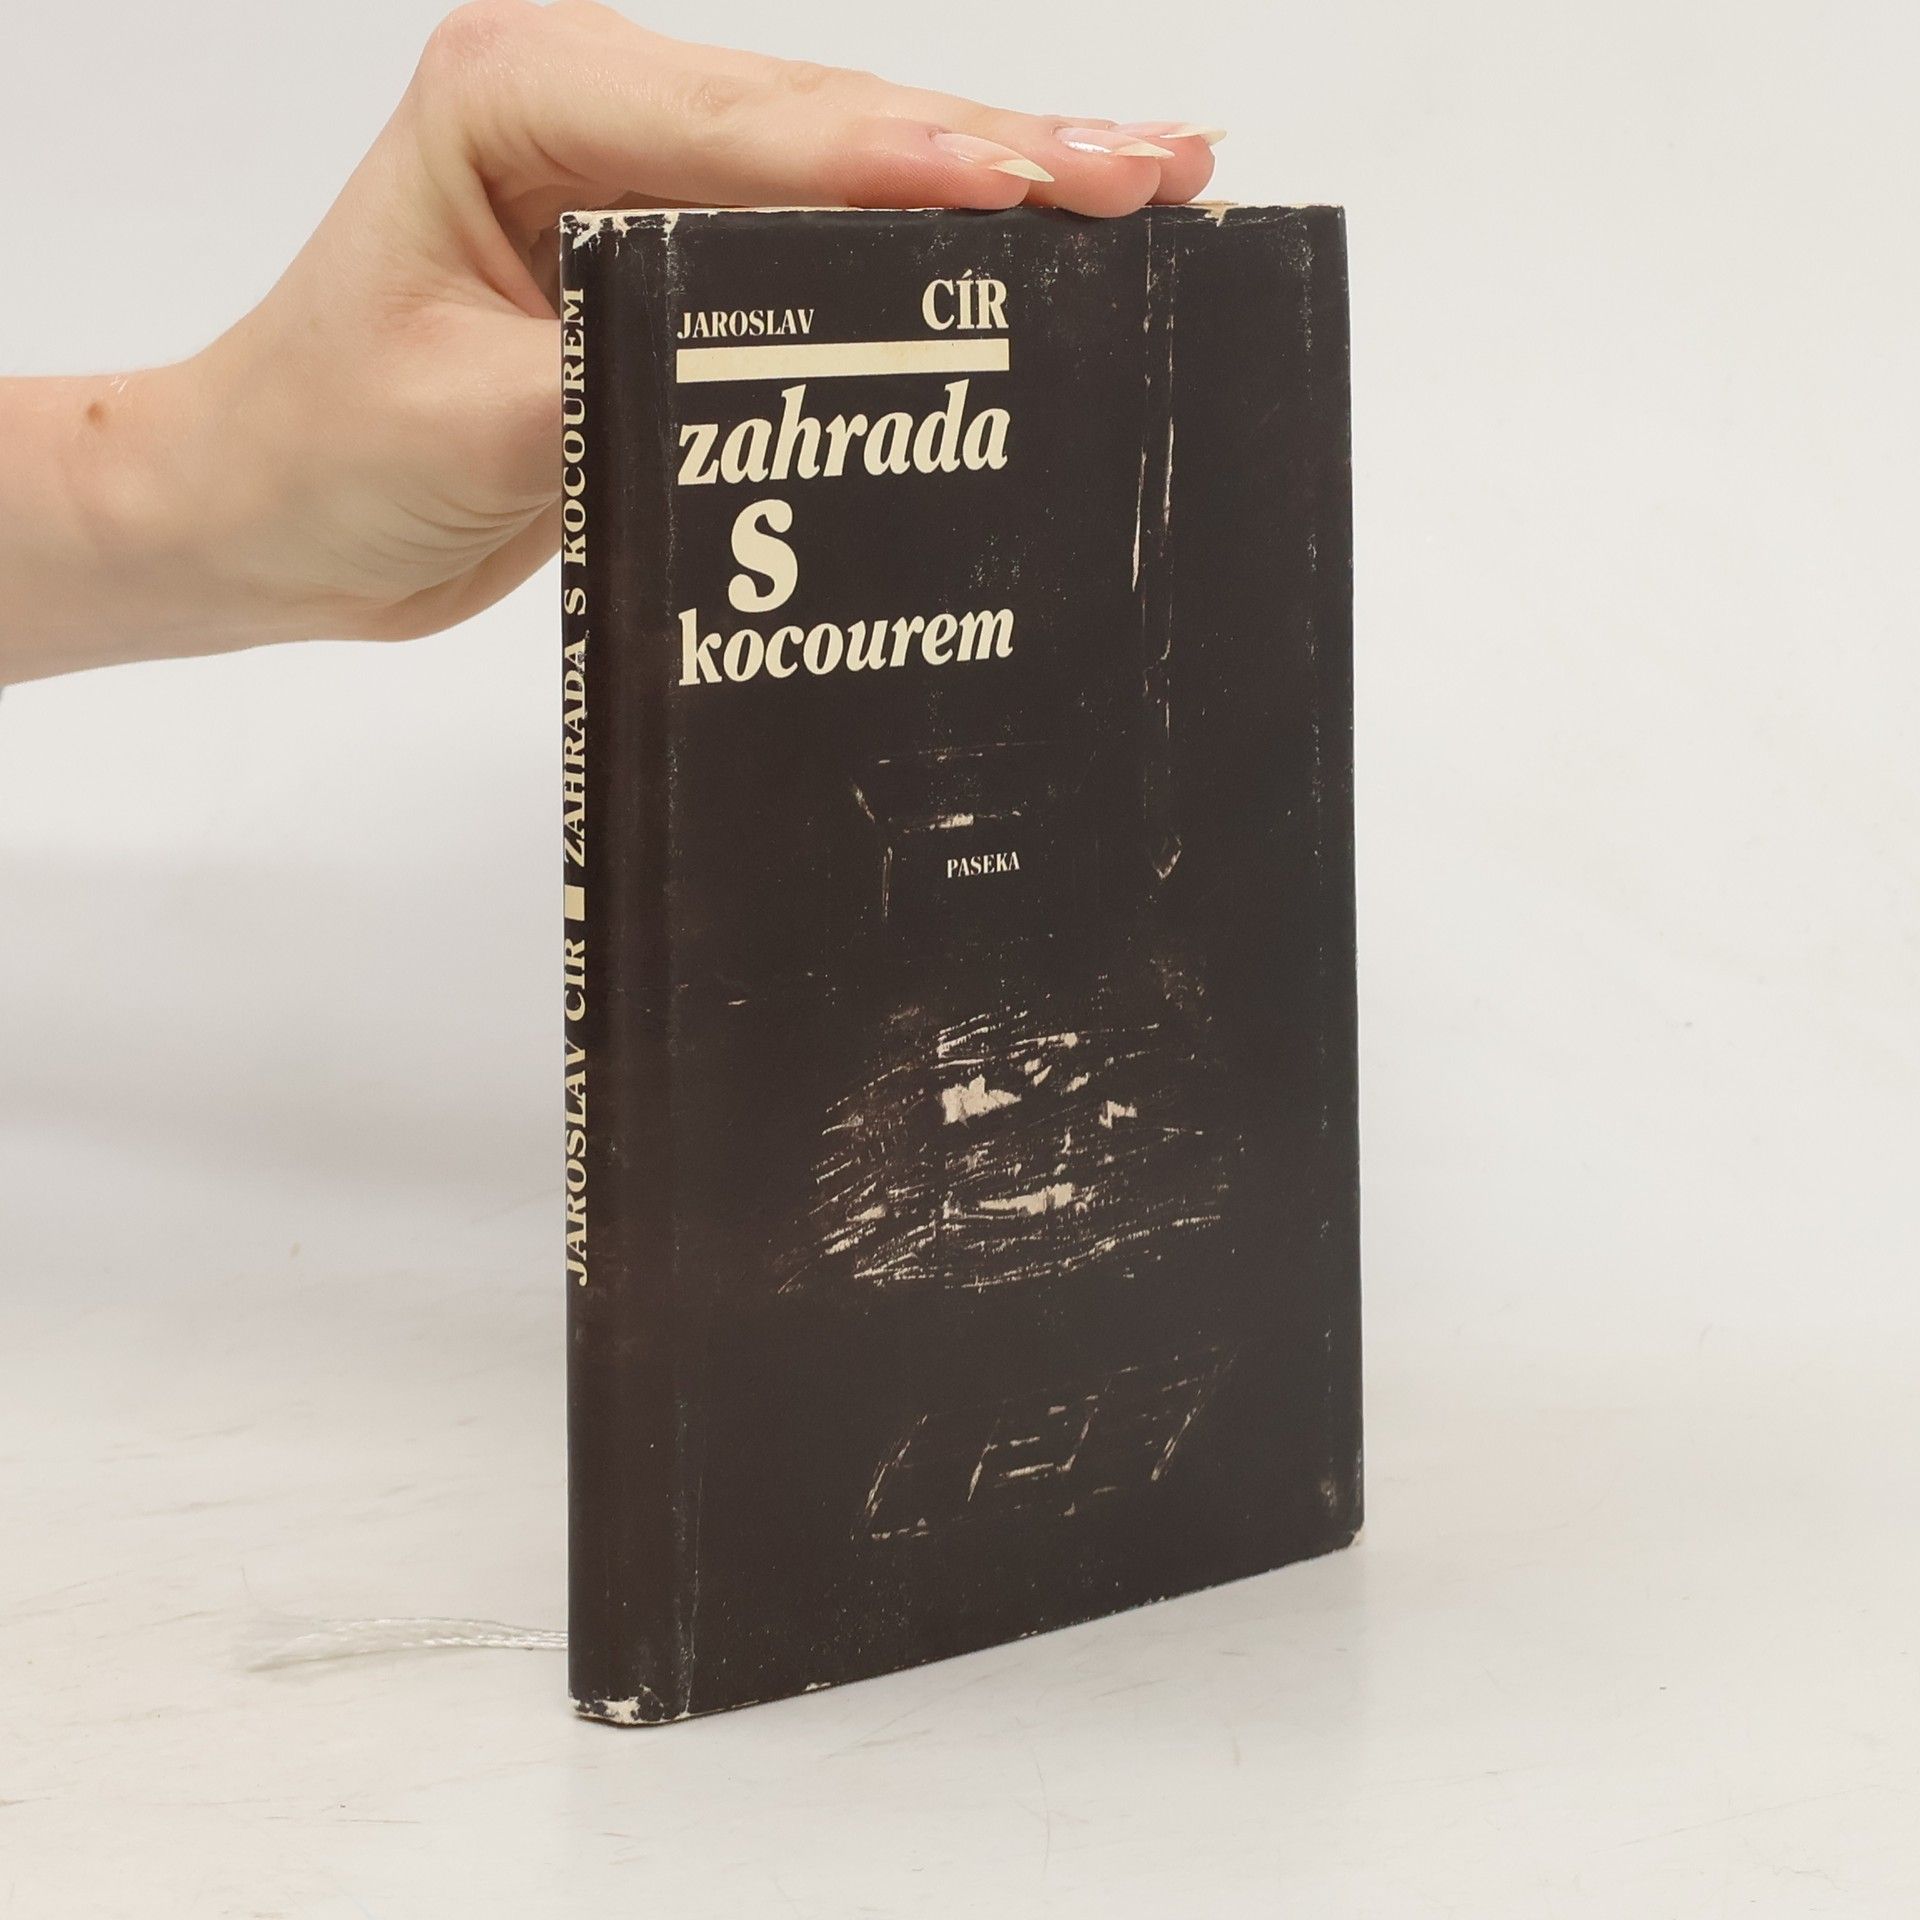 JAROSLAV CÍR
zahrada
s
kocourem
PASEKA
JAROSLAV CÍR ZAHRADA S KOCOUREM